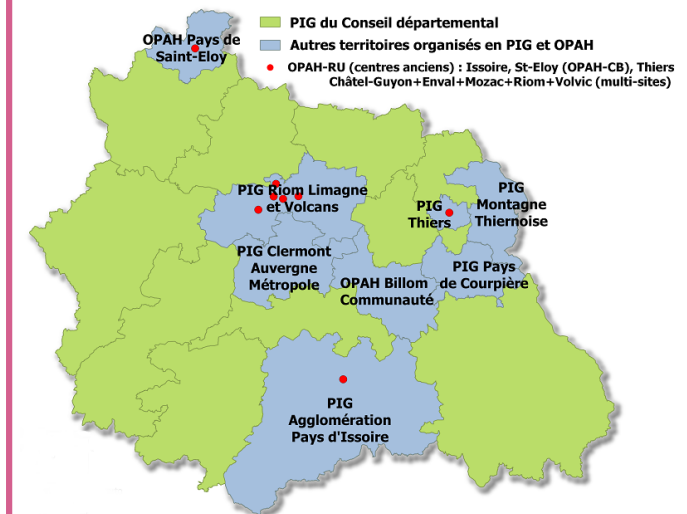 PIG du Conseil départemental
Autres territoires organisés en PIG et OPAH
OPAH-RU (centres anciens) : Issoire, St-Eloy (OPAH-CB), Thiers
Châtel-Guyon+Enval+Mozac+Riom+Volvic (multi-sites)
OPAH Pays de
Saint-Eloy
PIG Riom Limagne
et Volcans
PIG
Thiers
PIG
Montagne
Thiernoise
PIG Clermont
Auvergne
Métropole
OPAH Billom
Communauté
PIG Pays
de Courpière
PIG
Agglomération
Pays d'Issoire